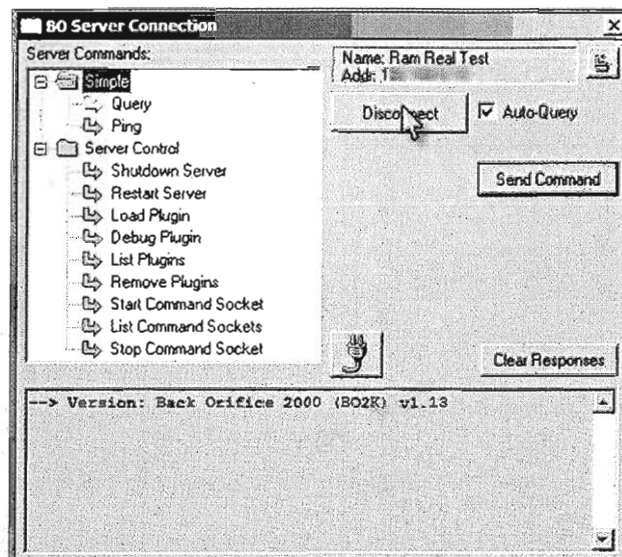 BO Server Connection
Server Commands:
Simple
Query
Ping
Server Control
Shutdown Server
Restart Server
Load Plugin
Debug Plugin
List Plugins
Remove Plugins
Start Command Socket
List Command Sockets
Stop Command Socket
Name: Ram Real Test
Addr: 1
Disconnect
Auto-Query
Send Command
Clear Responses
--> Version: Back Orifice 2000 (BO2K) v1.13